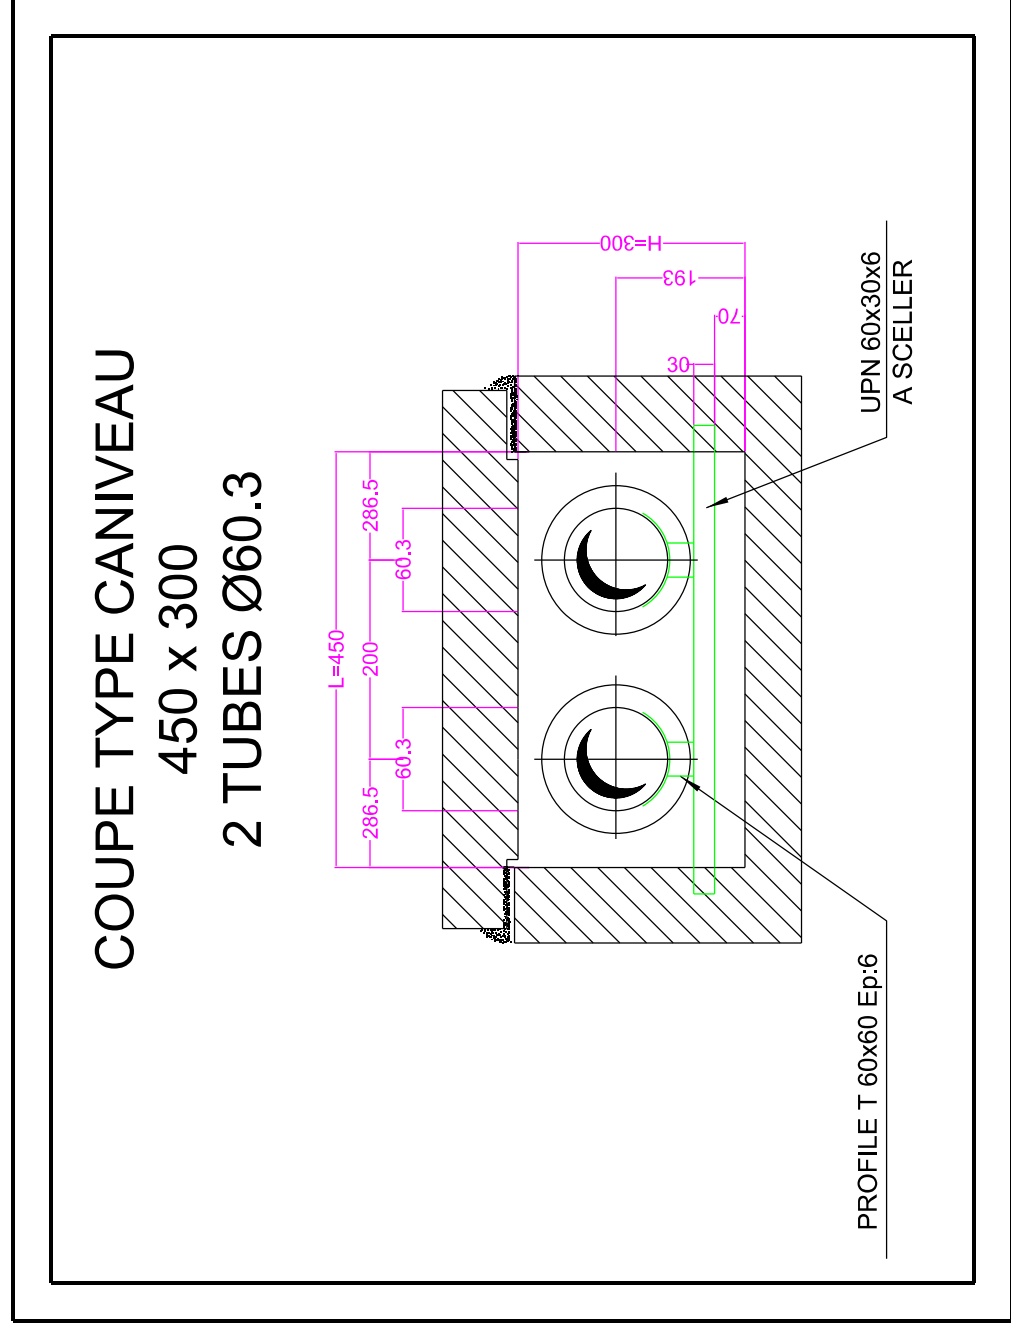 COUPE TYPE CANIVEAU
450 x 300
2 TUBES Ø60.3
L=450
286.5
200
286.5
60.3
60.3
H=300
193
70
30
PROFILE T 60x60 Ep:6
UPN 60x30x6
A SCELLER